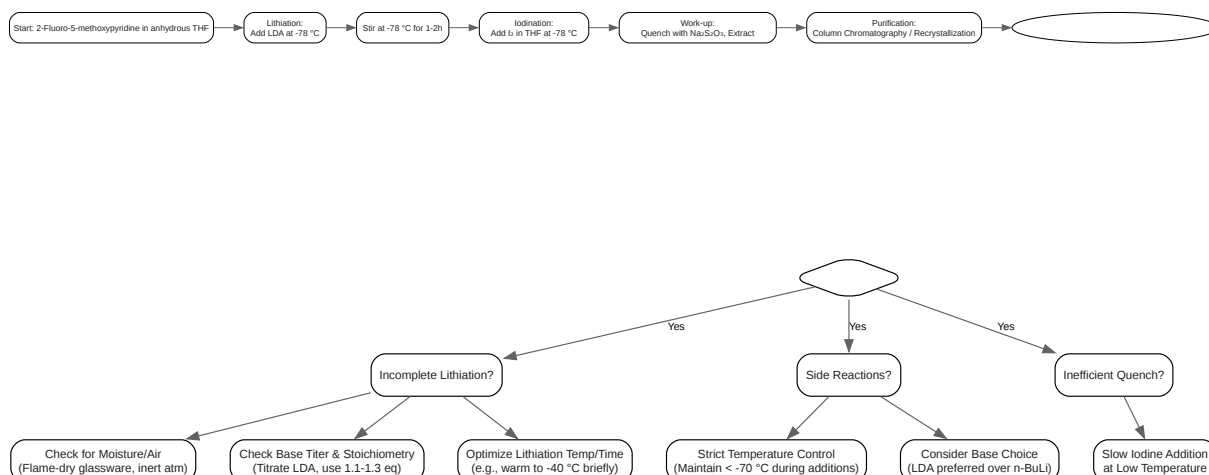 Start: 2-Fluoro-5-methoxypyridine in anhydrous THF
Lithiation:
Add LDA at -78 °C
Stir at -78 °C for 1-2h
Iodination:
Add I₂ in THF at -78 °C
Work-up:
Quench with Na₂S₂O₃, Extract
Purification:
Column Chromatography / Recrystallization
Yes
Yes
Yes
Incomplete Lithiation?
Side Reactions?
Inefficient Quench?
Check for Moisture/Air
(Flame-dry glassware, inert atm)
Check Base Titer & Stoichiometry
(Titrate LDA, use 1.1-1.3 eq)
Optimize Lithiation Temp/Time
(e.g., warm to -40 °C briefly)
Strict Temperature Control
(Maintain < -70 °C during additions)
Consider Base Choice
(LDA preferred over n-BuLi)
Slow Iodine Addition
at Low Temperature